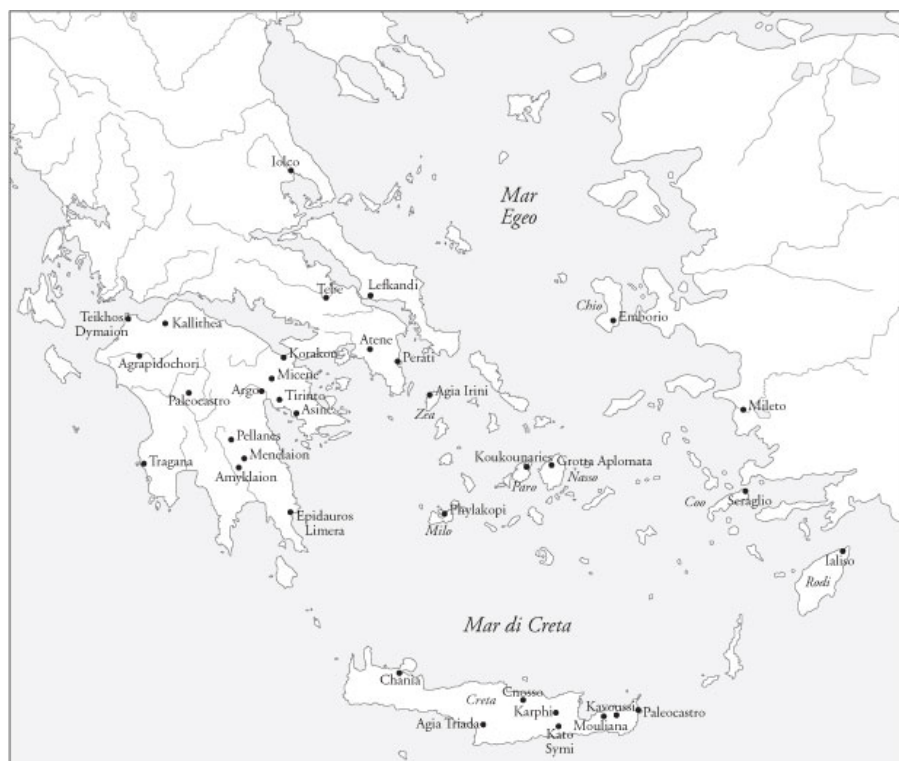 Iolco
Mar
Egeo
Tebe
Lefkandi
Chio
Emborio
Teikhos
Dymaion
Kallithea
Atene
Perati
Korakon
Agrapidochori
Micene
Argo
Tirinto
Paleocastro
Asine
Agia Irini
Zea
Mileto
Pellanes
Menelaion
Amyklaion
Tragana
Koukounaries
Grotta Aplomata
Paro
Nasso
Coo
Seraglio
Epidauros
Limera
Phylakopi
Milo
Ialiso
Rodi
Mar di Creta
Chania
Creta
Cnosso
Karphi
Kavoussi
Paleocastro
Mouliana
Agia Triada
Kato
Symi